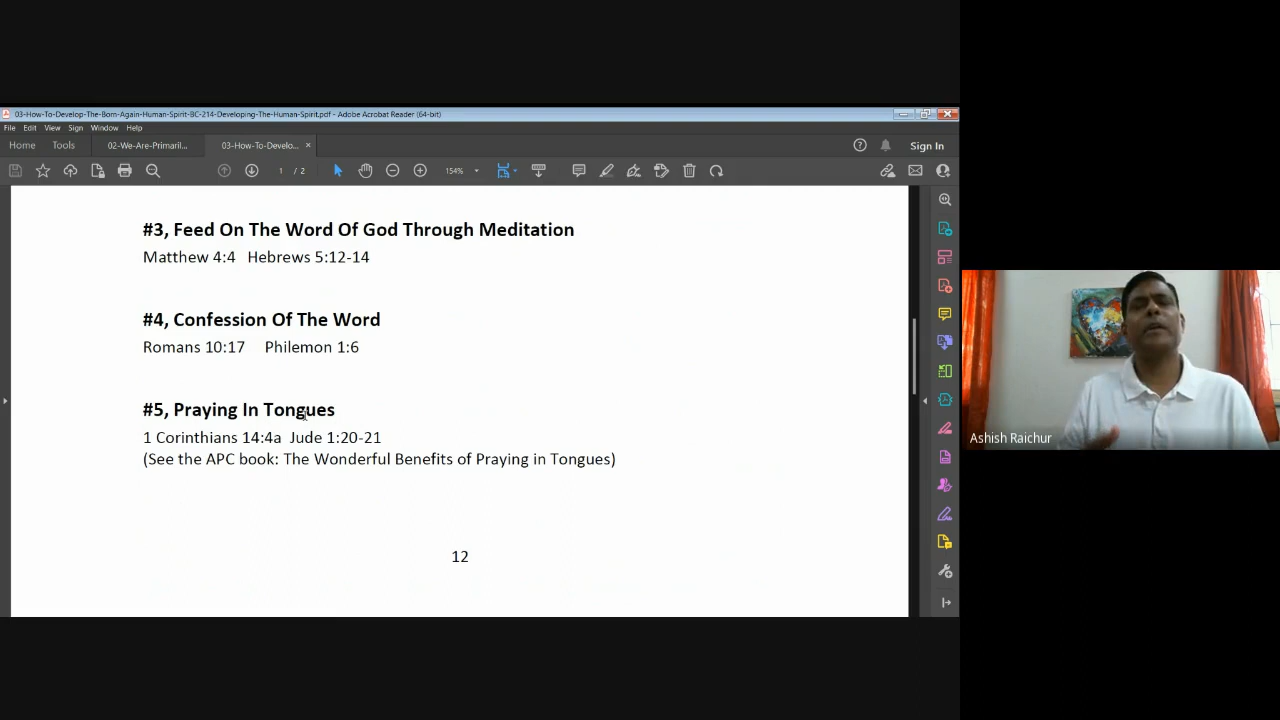 03-How-To-Develop-The-Born-Again-Human-Spirit-BC-214-Developing-The-Human-Spirit.pdf - Adobe Acrobat Reader (64-bit)
File Edit View Sign Window Help
Home Tools 02-We-Are-Primaril... 03-How-To-Develo... × Sign In
1 / 2 154%
#3, Feed On The Word Of God Through Meditation
Matthew 4:4 Hebrews 5:12-14
#4, Confession Of The Word
Romans 10:17 Philemon 1:6
#5, Praying In Tongues
1 Corinthians 14:4a Jude 1:20-21
(See the APC book: The Wonderful Benefits of Praying in Tongues)
12
Ashish Raichur